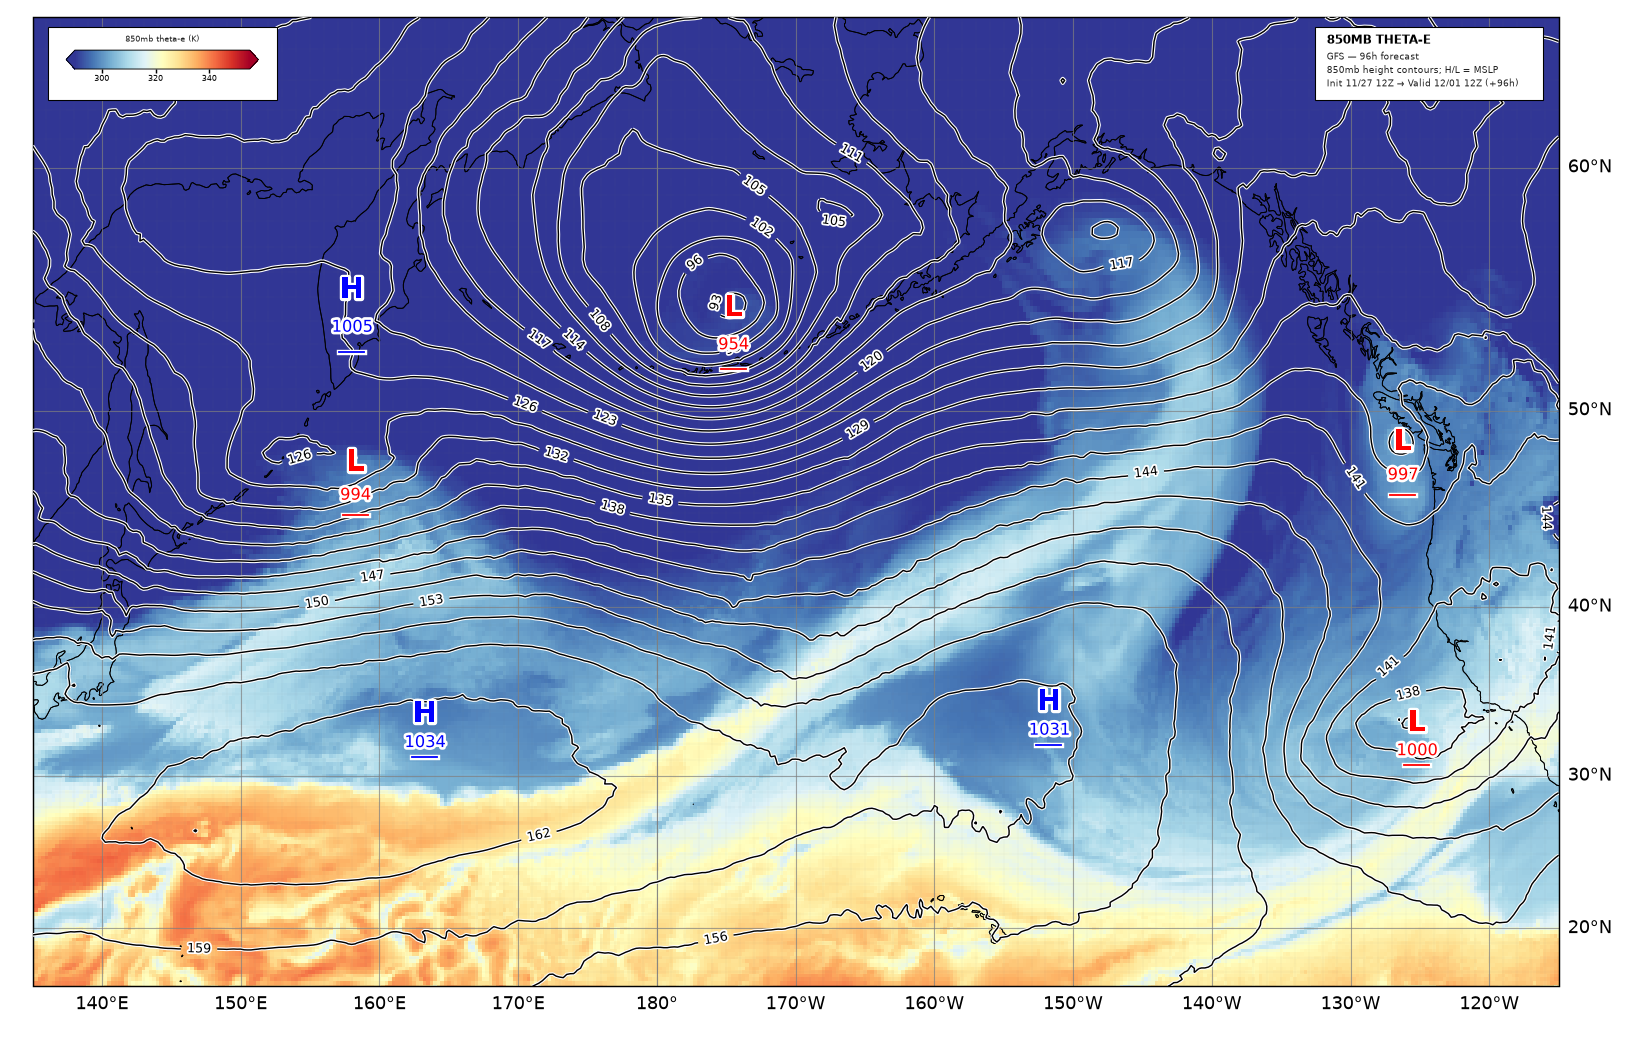 850mb theta-e (K)
300 320 340
850MB THETA-E
GFS — 96h forecast
850mb height contours; H/L = MSLP
Init 11/27 12Z → Valid 12/01 12Z (+96h)
111
105
105
102
96
93
117
108
114
117
120
126
123
129
126
132
135
138
144
141
144
147
150
153
141
141
138
162
159
156
H
1005
L
954
L
994
L
997
H
1034
H
1031
L
1000
60°N
50°N
40°N
30°N
20°N
140°E 150°E 160°E 170°E 180° 170°W 160°W 150°W 140°W 130°W 120°W